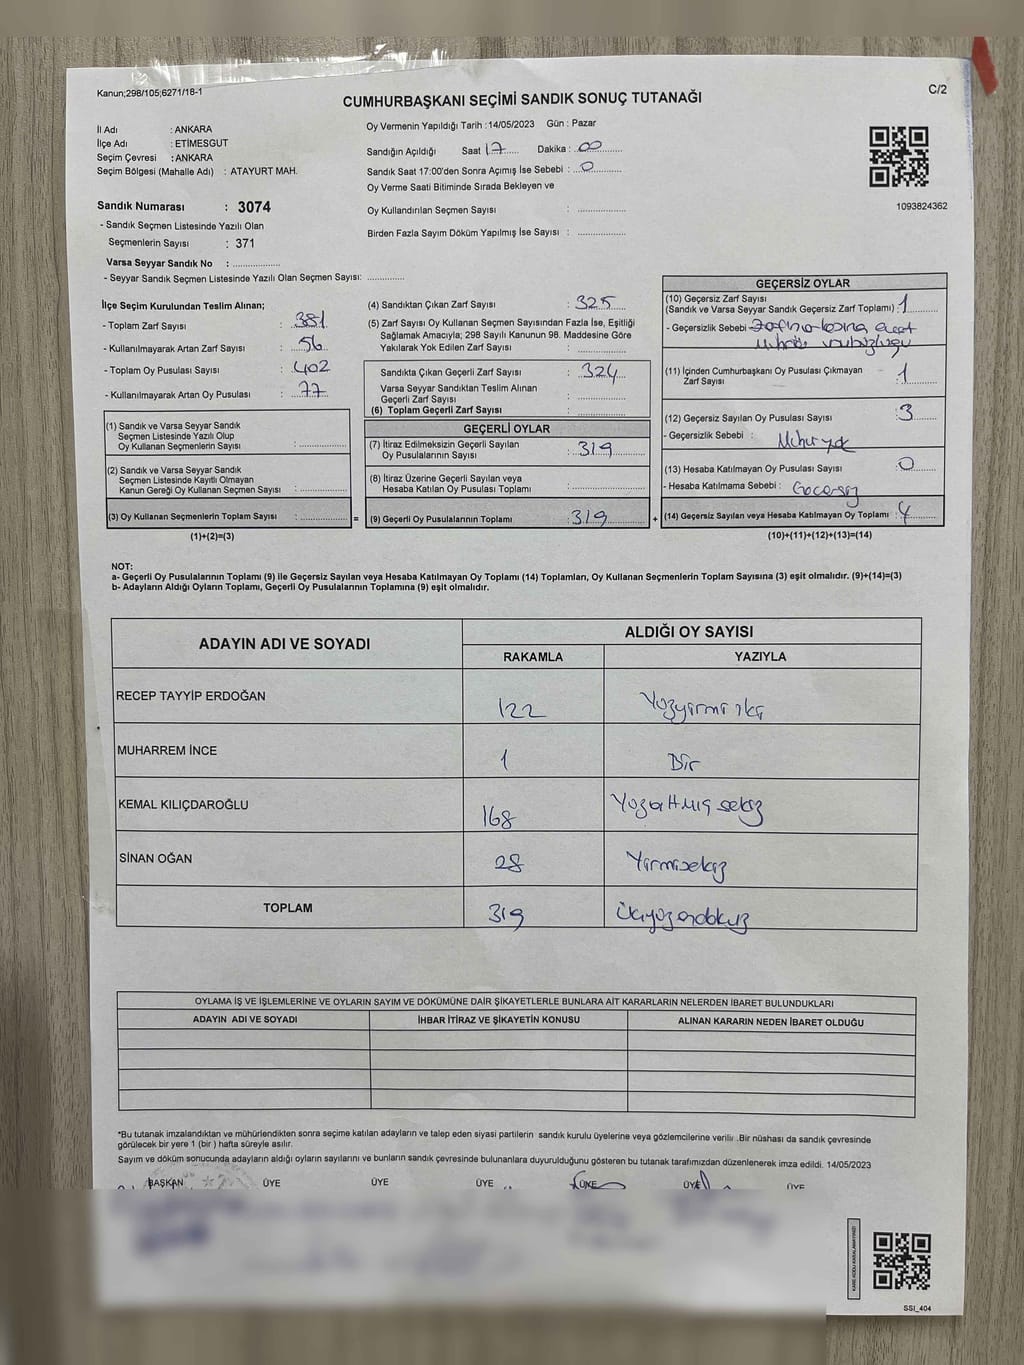 Kanun;298/105;6271/18-1
C/2
CUMHURBAŞKANI SEÇİMİ SANDIK SONUÇ TUTANAĞI
İl Adı : ANKARA
İlçe Adı : ETİMESGUT
Seçim Çevresi : ANKARA
Seçim Bölgesi (Mahalle Adı) : ATAYURT MAH.
Sandık Numarası : 3074
- Sandık Seçmen Listesinde Yazılı Olan
Seçmenlerin Sayısı : 371
Varsa Seyyar Sandık No : ..................
- Seyyar Sandık Seçmen Listesinde Yazılı Olan Seçmen Sayısı: .............
Oy Vermenin Yapıldığı Tarih :14/05/2023 Gün : Pazar
Sandığın Açıldığı Saat 17 Dakika : 00
Sandık Saat 17:00'den Sonra Açımış İse Sebebi : 0
Oy Verme Saati Bitiminde Sırada Bekleyen ve
Oy Kullandırılan Seçmen Sayısı : ................
Birden Fazla Sayım Döküm Yapılmış İse Sayısı : ................
1093824362
İlçe Seçim Kurulundan Teslim Alınan;
- Toplam Zarf Sayısı : 381
- Kullanılmayarak Artan Zarf Sayısı : 56
- Toplam Oy Pusulası Sayısı : 402
- Kullanılmayarak Artan Oy Pusulası : 77
(1) Sandık ve Varsa Seyyar Sandık
Seçmen Listesinde Yazılı Olup
Oy Kullanan Seçmenlerin Sayısı : ................
(2) Sandık ve Varsa Seyyar Sandık
Seçmen Listesinde Kayıtlı Olmayan
Kanun Gereği Oy Kullanan Seçmen Sayısı : ................
(3) Oy Kullanan Seçmenlerin Toplam Sayısı : ................ =
(1)+(2)=(3)
(4) Sandıktan Çıkan Zarf Sayısı : 325
(5) Zarf Sayısı Oy Kullanan Seçmen Sayısından Fazla İse, Eşitliği
Sağlamak Amacıyla; 298 Sayılı Kanunun 98. Maddesine Göre
Yakılarak Yok Edilen Zarf Sayısı : ................
Sandıkta Çıkan Geçerli Zarf Sayısı : 324
Varsa Seyyar Sandıktan Teslim Alınan
Geçerli Zarf Sayısı : ................
(6) Toplam Geçerli Zarf Sayısı : ................
GEÇERLİ OYLAR
(7) İtiraz Edilmeksizin Geçerli Sayılan
Oy Pusulalarının Sayısı : 319
(8) İtiraz Üzerine Geçerli Sayılan veya
Hesaba Katılan Oy Pusulası Toplamı : ................
(9) Geçerli Oy Pusulalarının Toplamı : 319 +
GEÇERSİZ OYLAR
(10) Geçersiz Zarf Sayısı
(Sandık ve Varsa Seyyar Sandık Geçersiz Zarf Toplamı) : 1
- Geçersizlik Sebebi :
(11) İçinden Cumhurbaşkanı Oy Pusulası Çıkmayan
Zarf Sayısı : 1
(12) Geçersiz Sayılan Oy Pusulası Sayısı : 3
- Geçersizlik Sebebi : Mühür yok
(13) Hesaba Katılmayan Oy Pusulası Sayısı : 0
- Hesaba Katılmama Sebebi : Geçersiz
(14) Geçersiz Sayılan veya Hesaba Katılmayan Oy Toplamı : 4
(10)+(11)+(12)+(13)=(14)
NOT:
a- Geçerli Oy Pusulalarının Toplamı (9) ile Geçersiz Sayılan veya Hesaba Katılmayan Oy Toplamı (14) Toplamları, Oy Kullanan Seçmenlerin Toplam Sayısına (3) eşit olmalıdır. (9)+(14)=(3)
b- Adayların Aldığı Oyların Toplamı, Geçerli Oy Pusulalarının Toplamına (9) eşit olmalıdır.
ADAYIN ADI VE SOYADI
ALDIĞI OY SAYISI
RAKAMLA YAZIYLA
RECEP TAYYİP ERDOĞAN 122 Yüzyirmi iki
MUHARREM İNCE 1 Bir
KEMAL KILIÇDAROĞLU 168 Yüzaltmış sekiz
SİNAN OĞAN 28 Yirmisekiz
TOPLAM 319 Üçyüzondokuz
OYLAMA İŞ VE İŞLEMLERİNE VE OYLARIN SAYIM VE DÖKÜMÜNE DAİR ŞİKAYETLERLE BUNLARA AİT KARARLARIN NELERDEN İBARET BULUNDUKLARI
ADAYIN ADI VE SOYADI İHBAR İTİRAZ VE ŞİKAYETİN KONUSU ALINAN KARARIN NEDEN İBARET OLDUĞU
*Bu tutanak imzalandıktan ve mühürlendikten sonra seçime katılan adayların ve talep eden siyasi partilerin sandık kurulu üyelerine veya gözlemcilerine verilir .Bir nüshası da sandık çevresinde
görülecek bir yere 1 (bir ) hafta süreyle asılır.
Sayım ve döküm sonucunda adayların aldığı oyların sayılarını ve bunların sandık çevresinde bulunanlara duyurulduğunu gösteren bu tutanak tarafımızdan düzenlenerek imza edildi. 14/05/2023
BAŞKAN ÜYE ÜYE ÜYE ÜYE ÜYE ÜYE
SSI_404